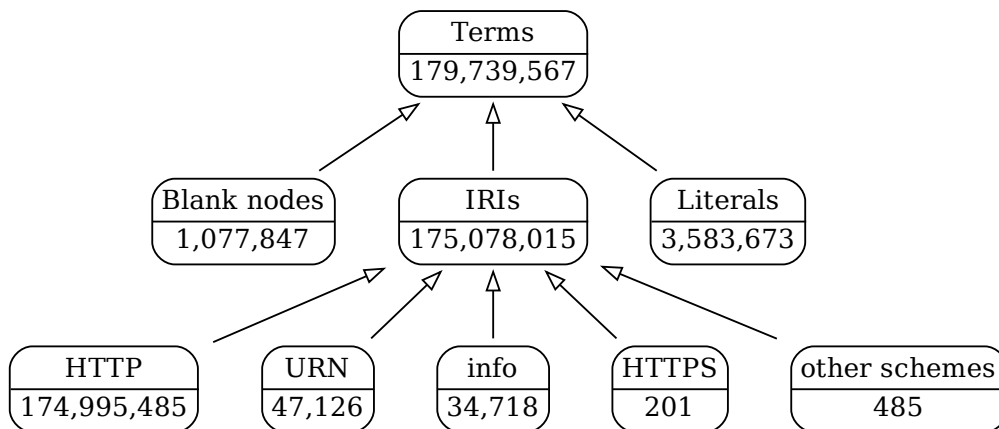 Terms
179,739,567
Blank nodes
1,077,847
IRIs
175,078,015
Literals
3,583,673
HTTP
174,995,485
URN
47,126
info
34,718
HTTPS
201
other schemes
485